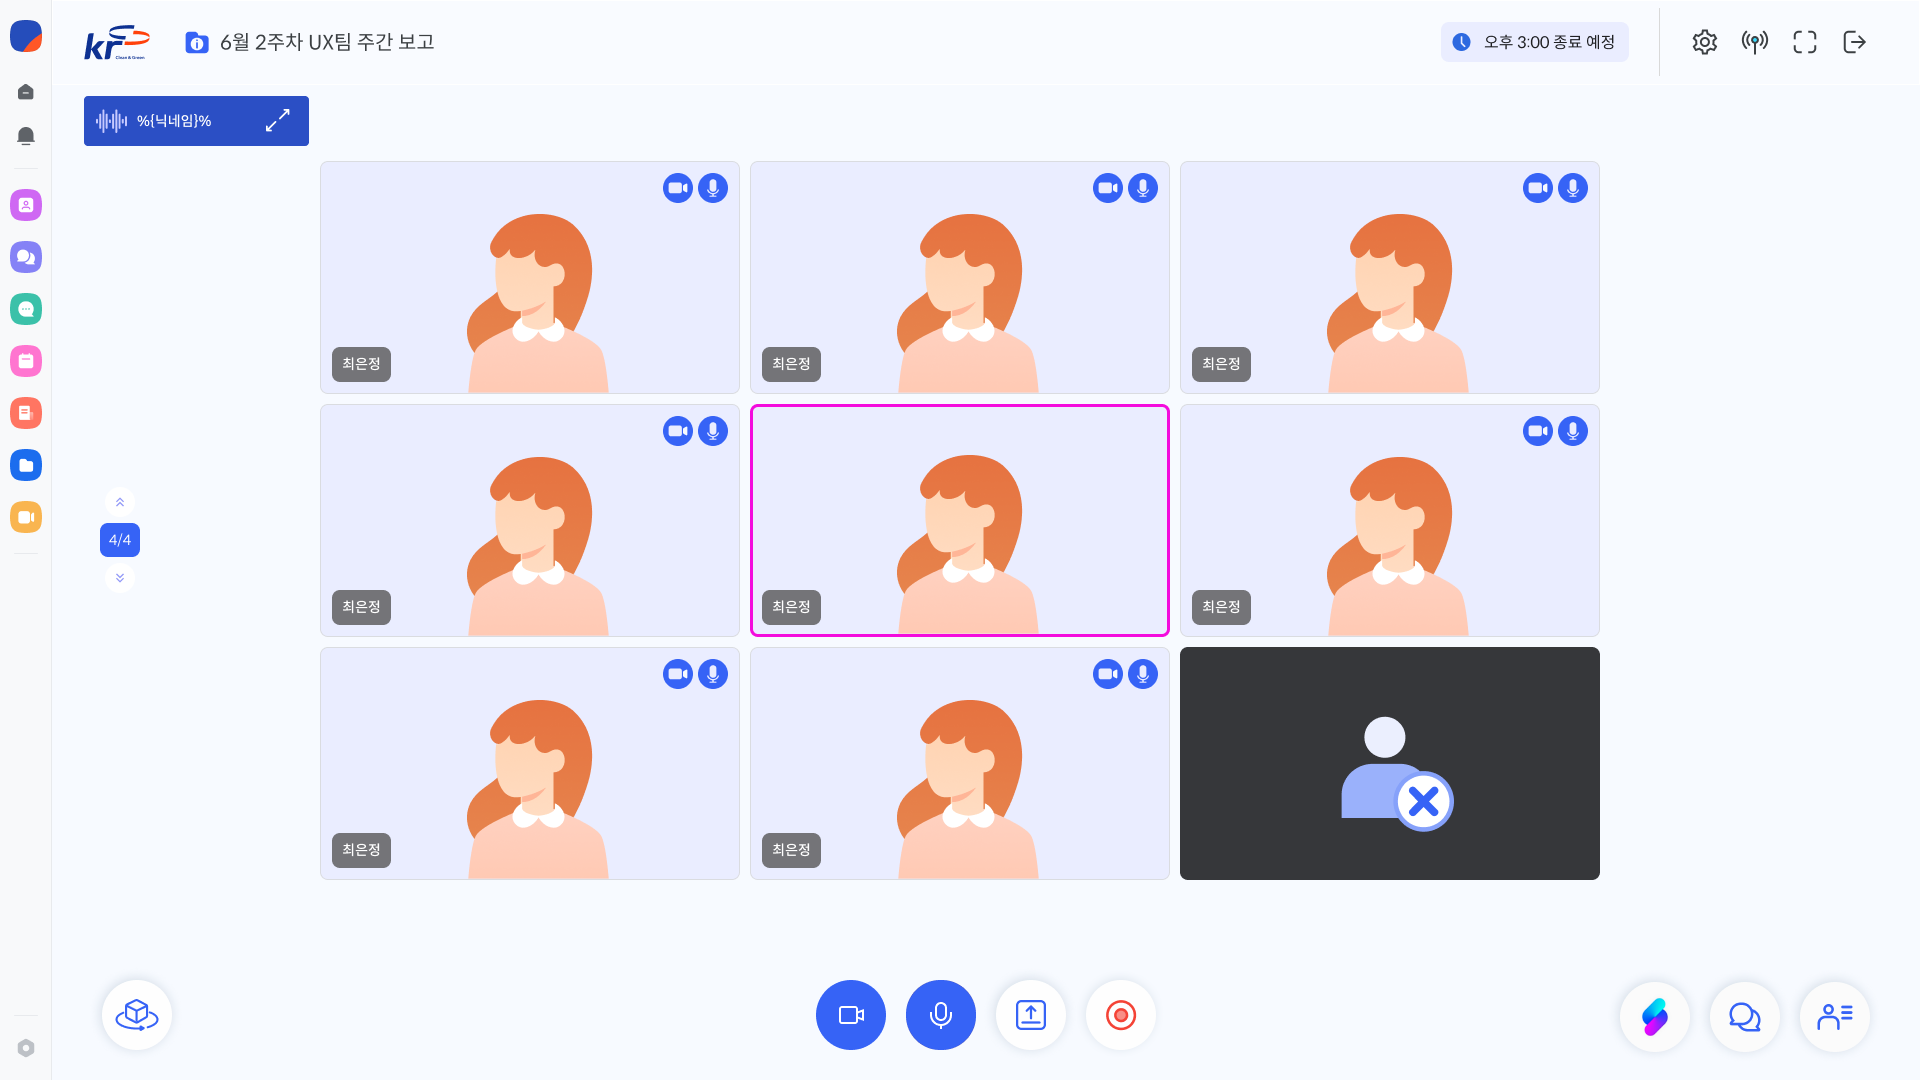 kr
Clean & Green
6월 2주차 UX팀 주간 보고
오후 3:00 종료 예정
%{닉네임}%
최은정
최은정
최은정
최은정
최은정
최은정
4/4
최은정
최은정